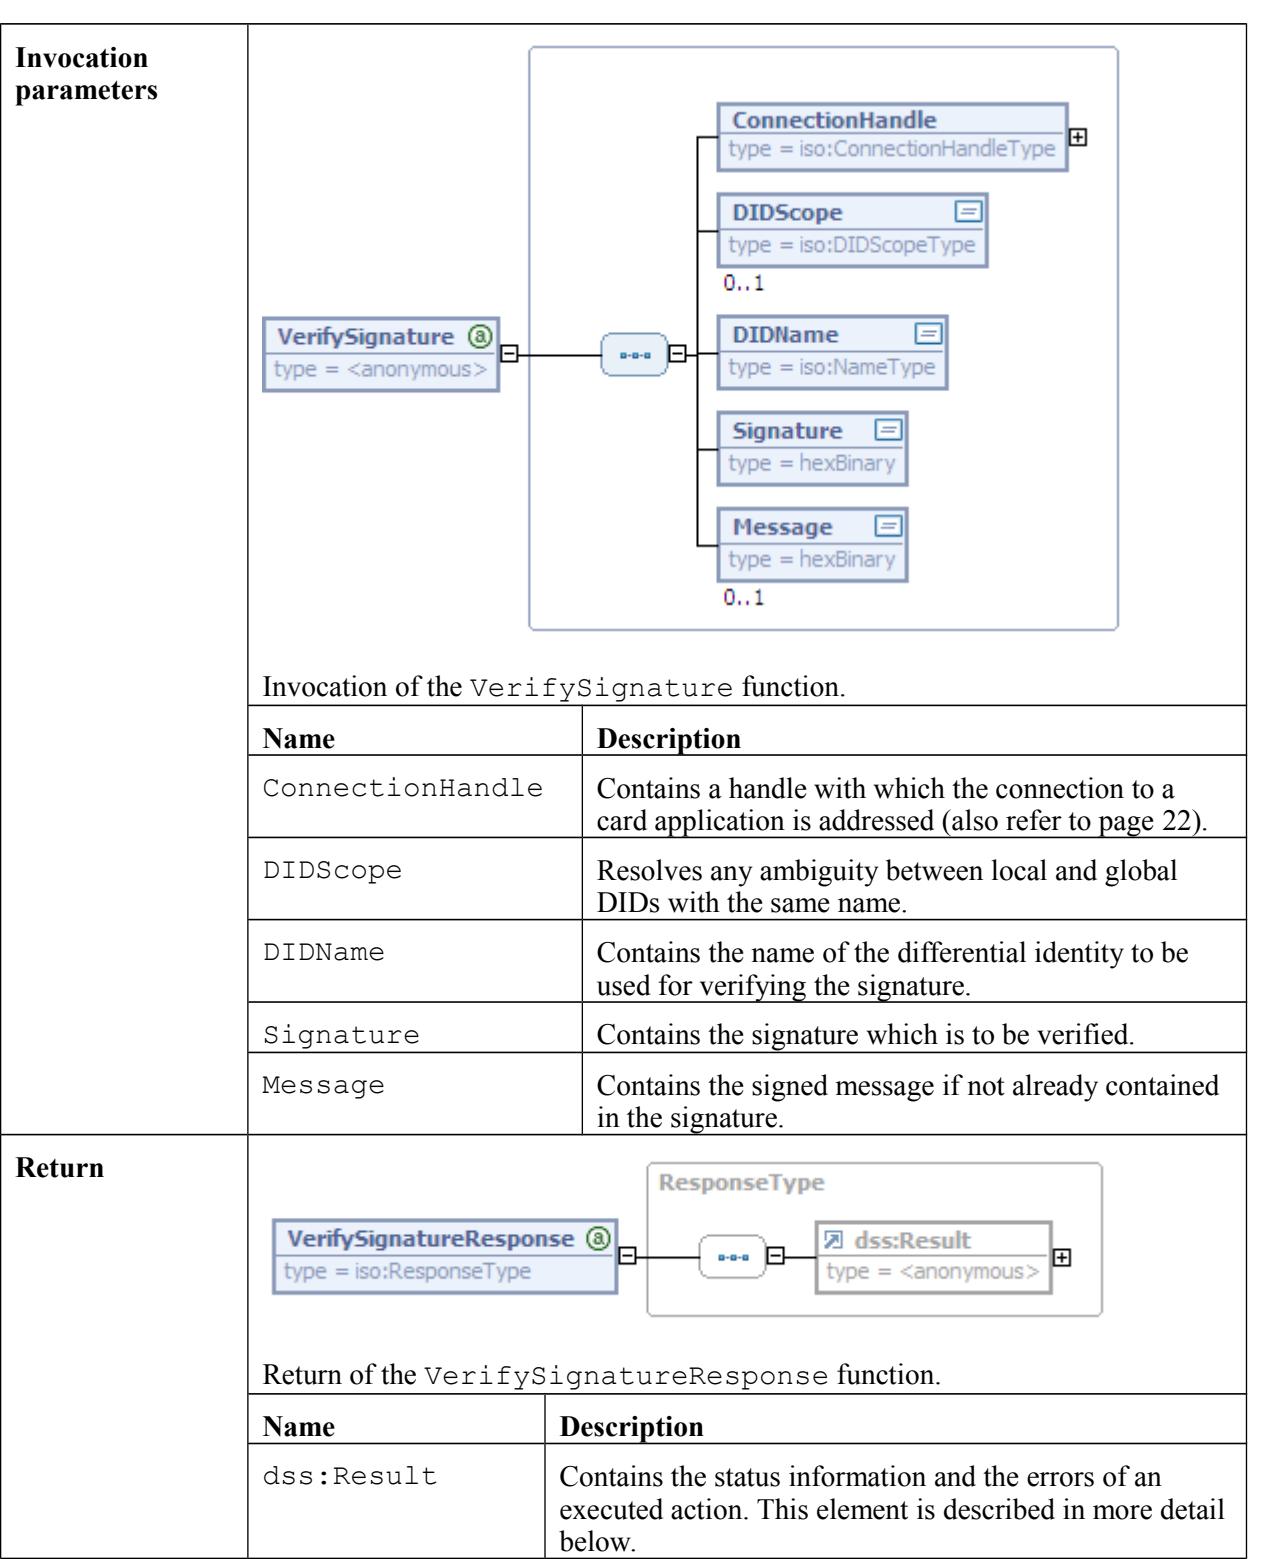 Invocation
parameters
ConnectionHandle
type = iso:ConnectionHandleType
DIDScope
type = iso:DIDScopeType
0..1
VerifySignature a
type = <anonymous>
DIDName
type = iso:NameType
Signature
type = hexBinary
Message
type = hexBinary
0..1
Invocation of the VerifySignature function.
Name Description
ConnectionHandle Contains a handle with which the connection to a
card application is addressed (also refer to page 22).
DIDScope Resolves any ambiguity between local and global
DIDs with the same name.
DIDName Contains the name of the differential identity to be
used for verifying the signature.
Signature Contains the signature which is to be verified.
Message Contains the signed message if not already contained
in the signature.
Return
ResponseType
VerifySignatureResponse a
type = iso:ResponseType
dss:Result
type = <anonymous>
Return of the VerifySignatureResponse function.
Name Description
dss:Result Contains the status information and the errors of an
executed action. This element is described in more detail
below.